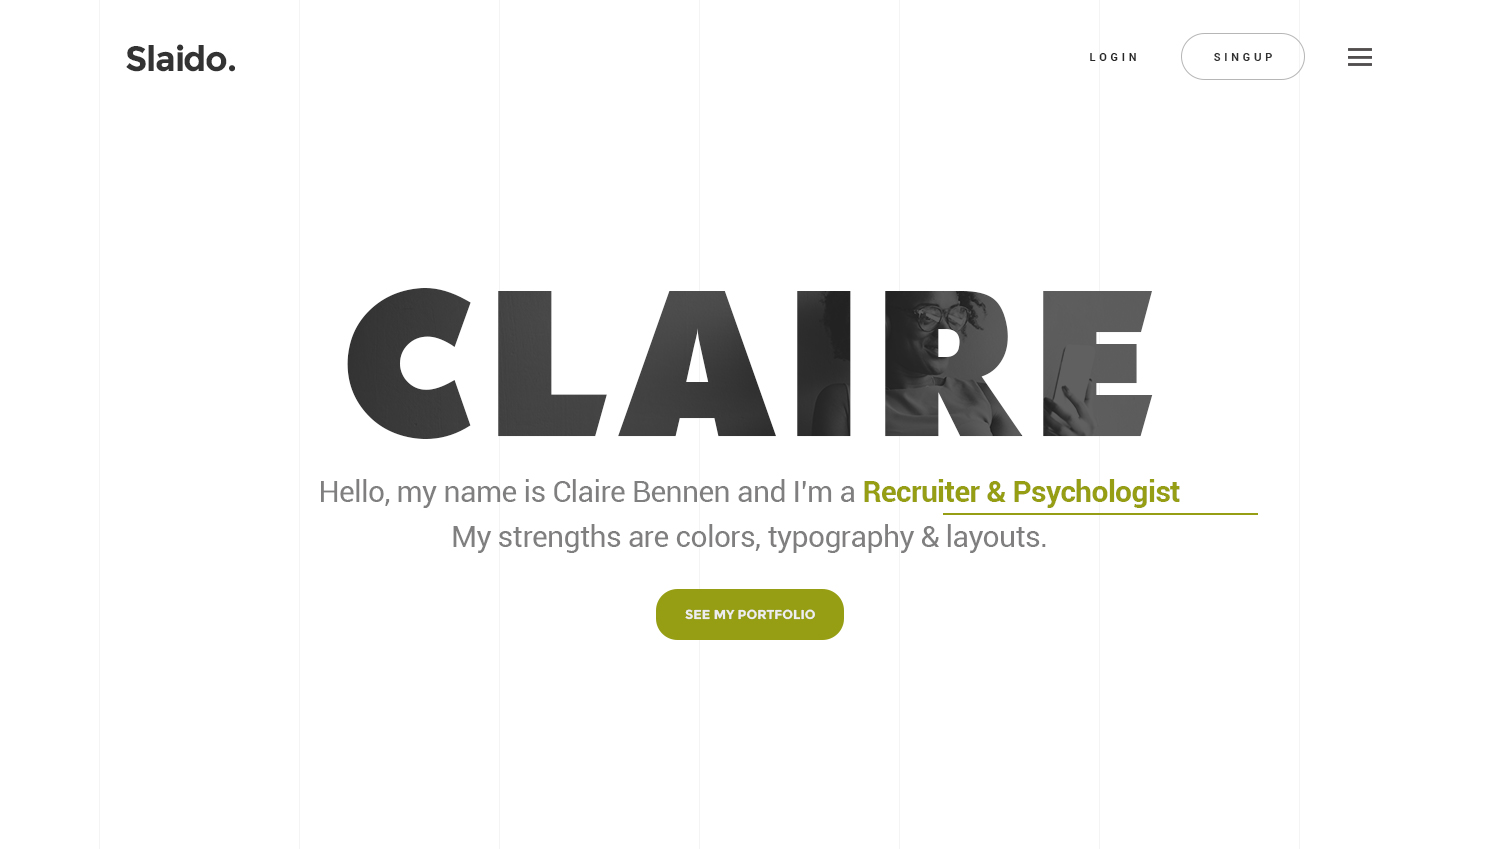 Slaido.
LOGIN
SINGUP
CLAIRE
Hello, my name is Claire Bennen and I'm a Recruiter & Psychologist
My strengths are colors, typography & layouts.
SEE MY PORTFOLIO